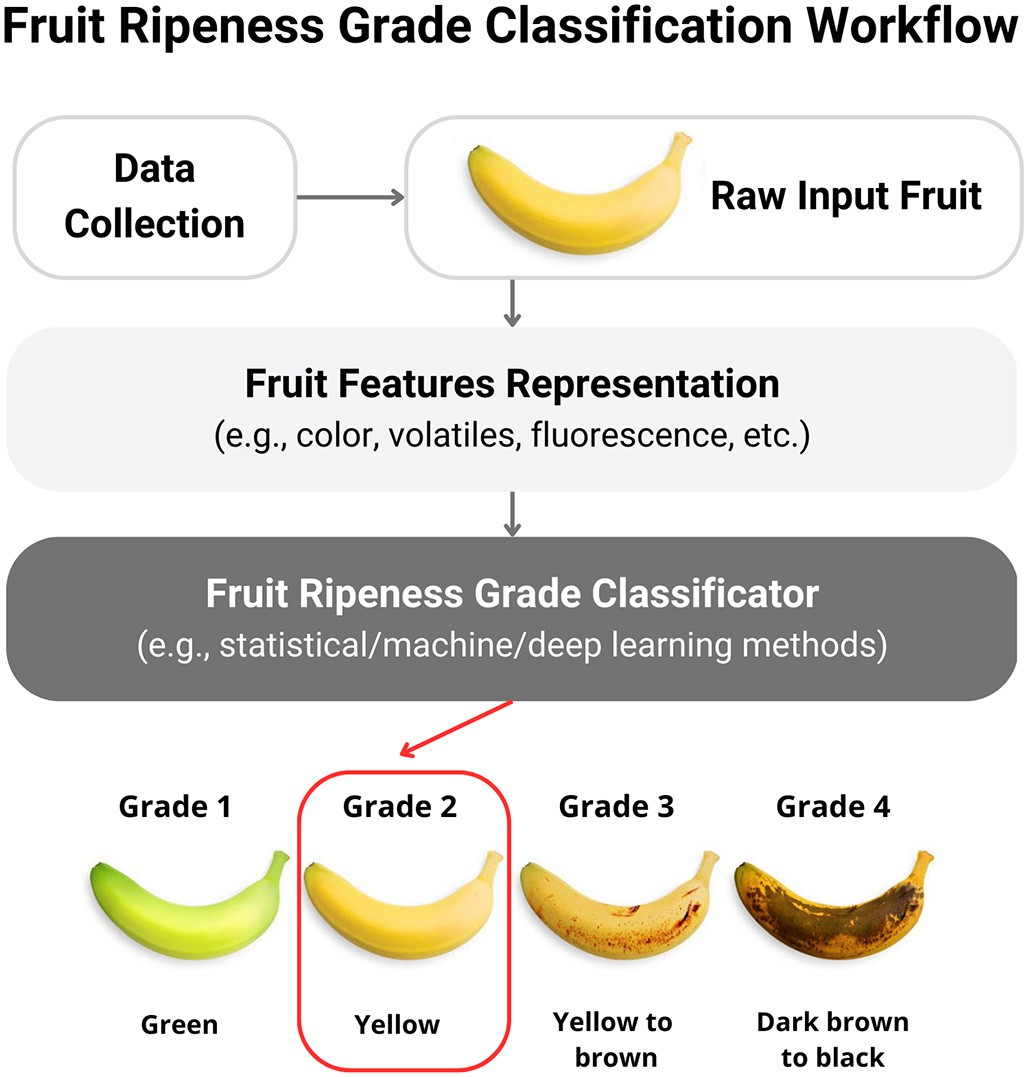 Fruit Ripeness Grade Classification Workflow
Data
Collection
Raw Input Fruit
Fruit Features Representation
(e.g., color, volatiles, fluorescence, etc.)
Fruit Ripeness Grade Classificator
(e.g., statistical/machine/deep learning methods)
Grade 1
Grade 2
Grade 3
Grade 4
Green
Yellow
Yellow to
brown
Dark brown
to black